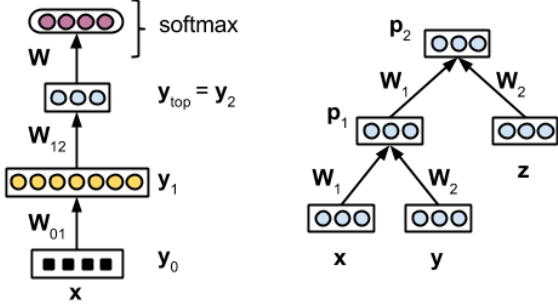 softmax
W
y_top = y_2
W_12
y_1
W_01
y_0
x
p_2
W_1 W_2
p_1
z
W_1 W_2
x y